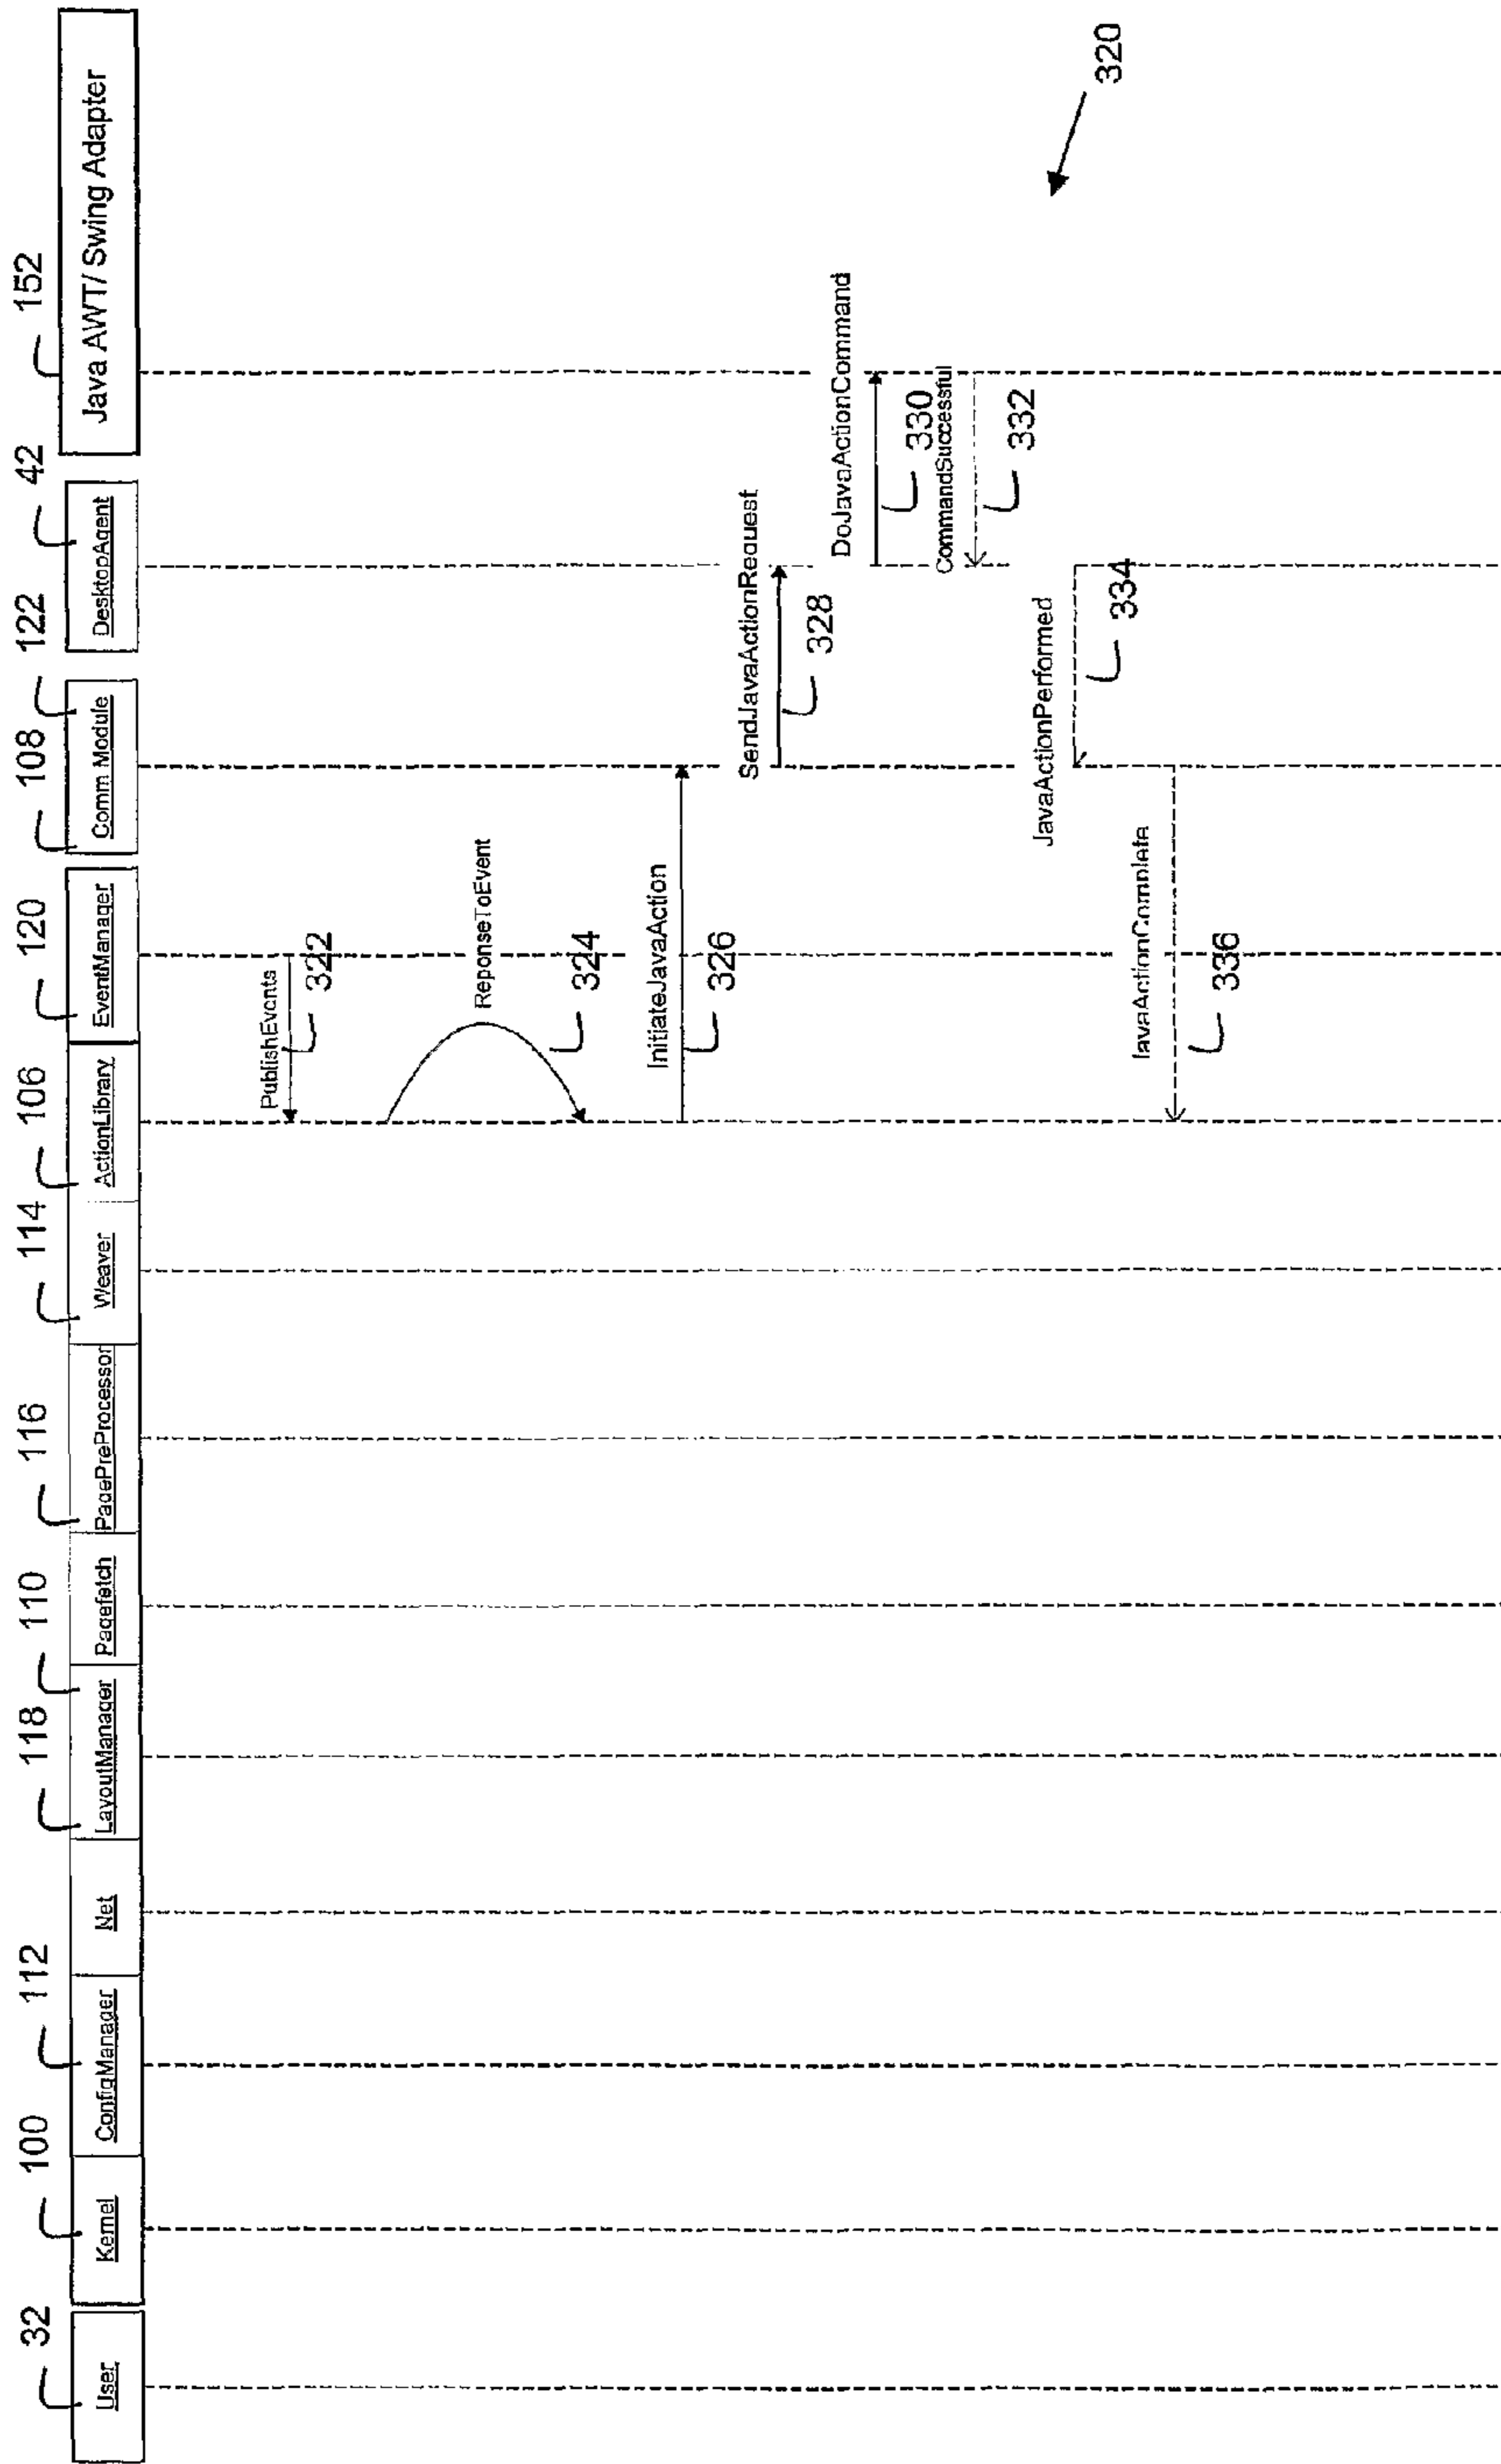 32
100
112
118
110
116
114
106
120
108
122
42
152
User
Kernel
ConfigManager
Net
LayoutManager
Pagefetch
PagePreProcessor
Weaver
ActionLibrary
EventManager
Comm Module
DesktopAgent
Java AWT/ Swing Adapter
PublishEvents
322
ReponseToEvent
324
InitiateJavaAction
326
SendJavaActionRequest
328
DoJavaActionCommand
330
CommandSuccessful
332
JavaActionPerformed
334
JavaActionComplete
336
320